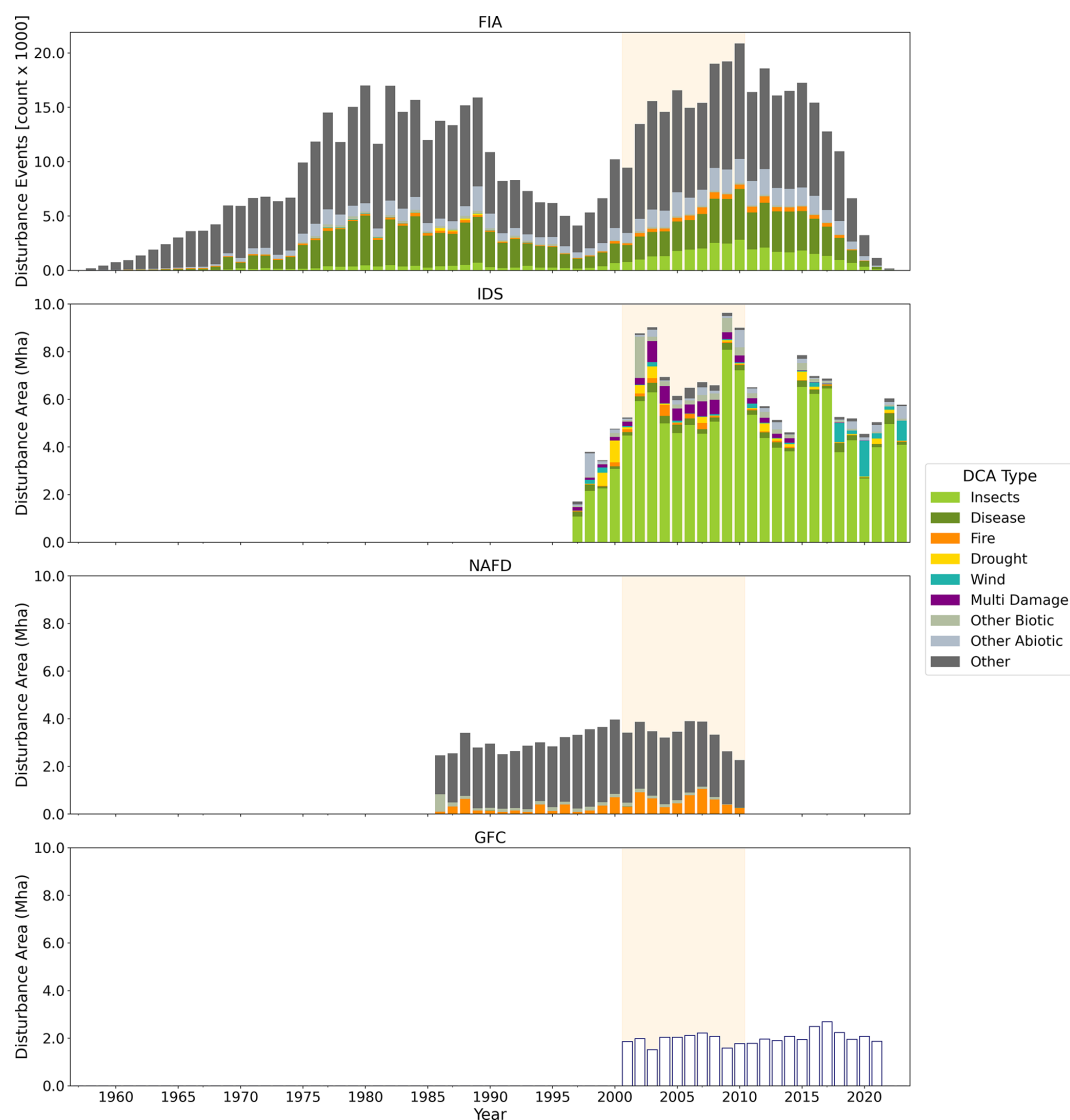 FIA
Disturbance Events [count x 1000]
20.0
15.0
10.0
5.0
0.0
IDS
Disturbance Area (Mha)
10.0
8.0
6.0
4.0
2.0
0.0
NAFD
Disturbance Area (Mha)
10.0
8.0
6.0
4.0
2.0
0.0
GFC
Disturbance Area (Mha)
10.0
8.0
6.0
4.0
2.0
0.0
1960 1965 1970 1975 1980 1985 1990 1995 2000 2005 2010 2015 2020
Year
DCA Type
Insects
Disease
Fire
Drought
Wind
Multi Damage
Other Biotic
Other Abiotic
Other